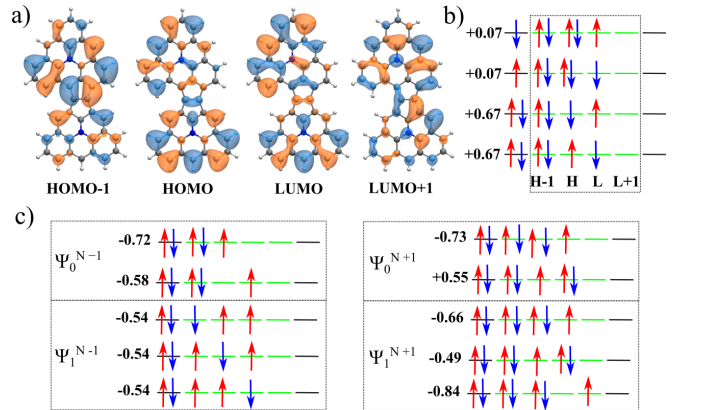 a)
HOMO-1 HOMO LUMO LUMO+1
b)
+0.07
+0.07
+0.67
+0.67
H-1 H L L+1
c)
Ψ₀ᴺ⁻¹
-0.72
-0.58
Ψ₁ᴺ⁻¹
-0.54
-0.54
-0.54
Ψ₀ᴺ⁺¹
-0.73
+0.55
Ψ₁ᴺ⁺¹
-0.66
-0.49
-0.84